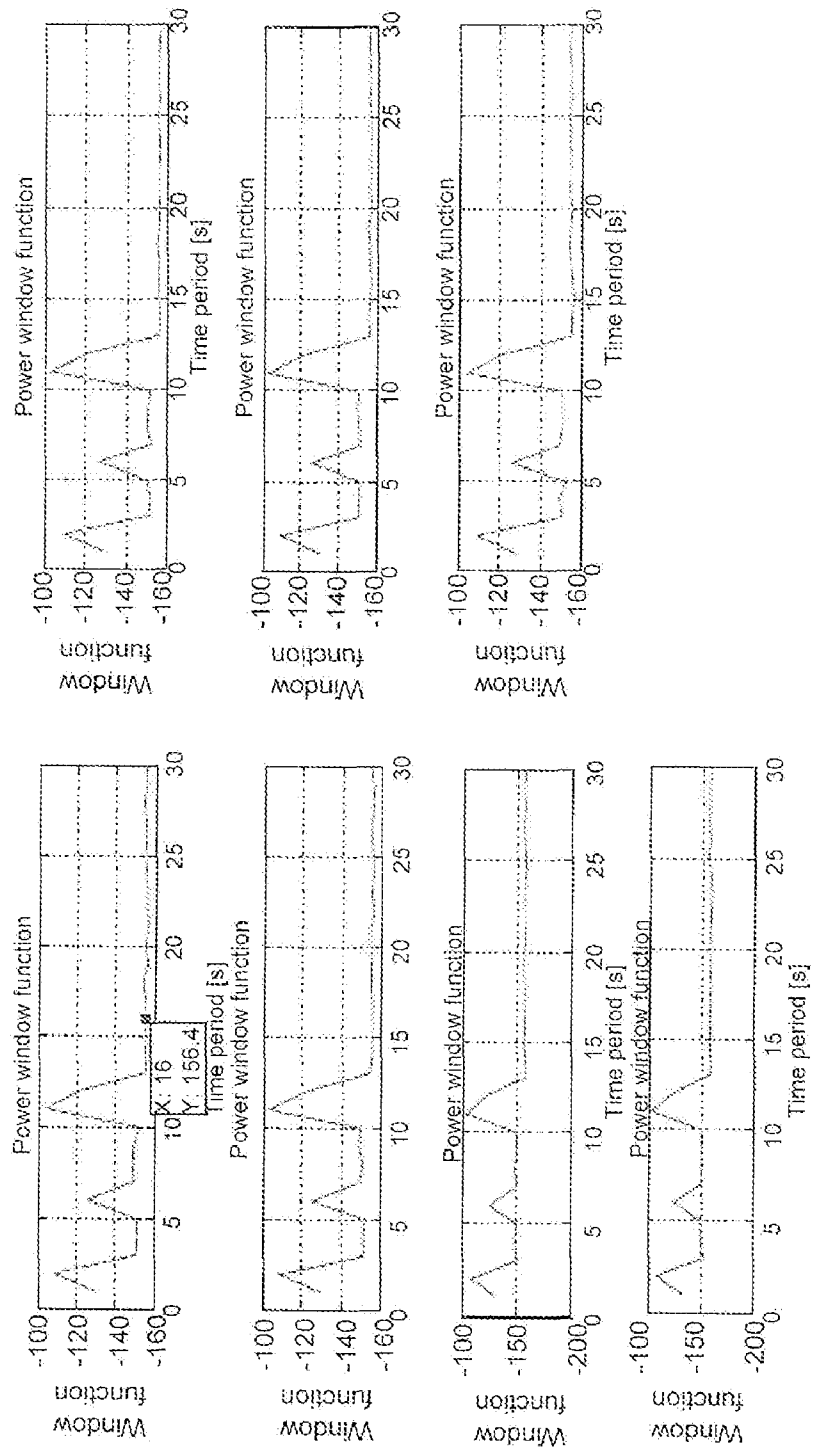 Power window function
-100
-120
-140
-160
Window
function
0 5 10 15 20 25 30
X: 16
Y: 156.4
Time period [s]
Power window function
-100
-120
-140
-160
Window
function
0 5 10 15 20 25 30
Power window function
-100
-150
-200
Window
function
0 5 10 15 20 25 30
Time period [s]
Power window function
-100
-150
-200
Window
function
0 5 10 15 20 25 30
Time period [s]
Power window function
-100
-120
-140
-160
Window
function
0 5 10 15 20 25 30
Time period [s]
Power window function
-100
-120
-140
-160
Window
function
0 5 10 15 20 25 30
Power window function
-100
-120
-140
-160
Window
function
0 5 10 15 20 25 30
Time period [s]